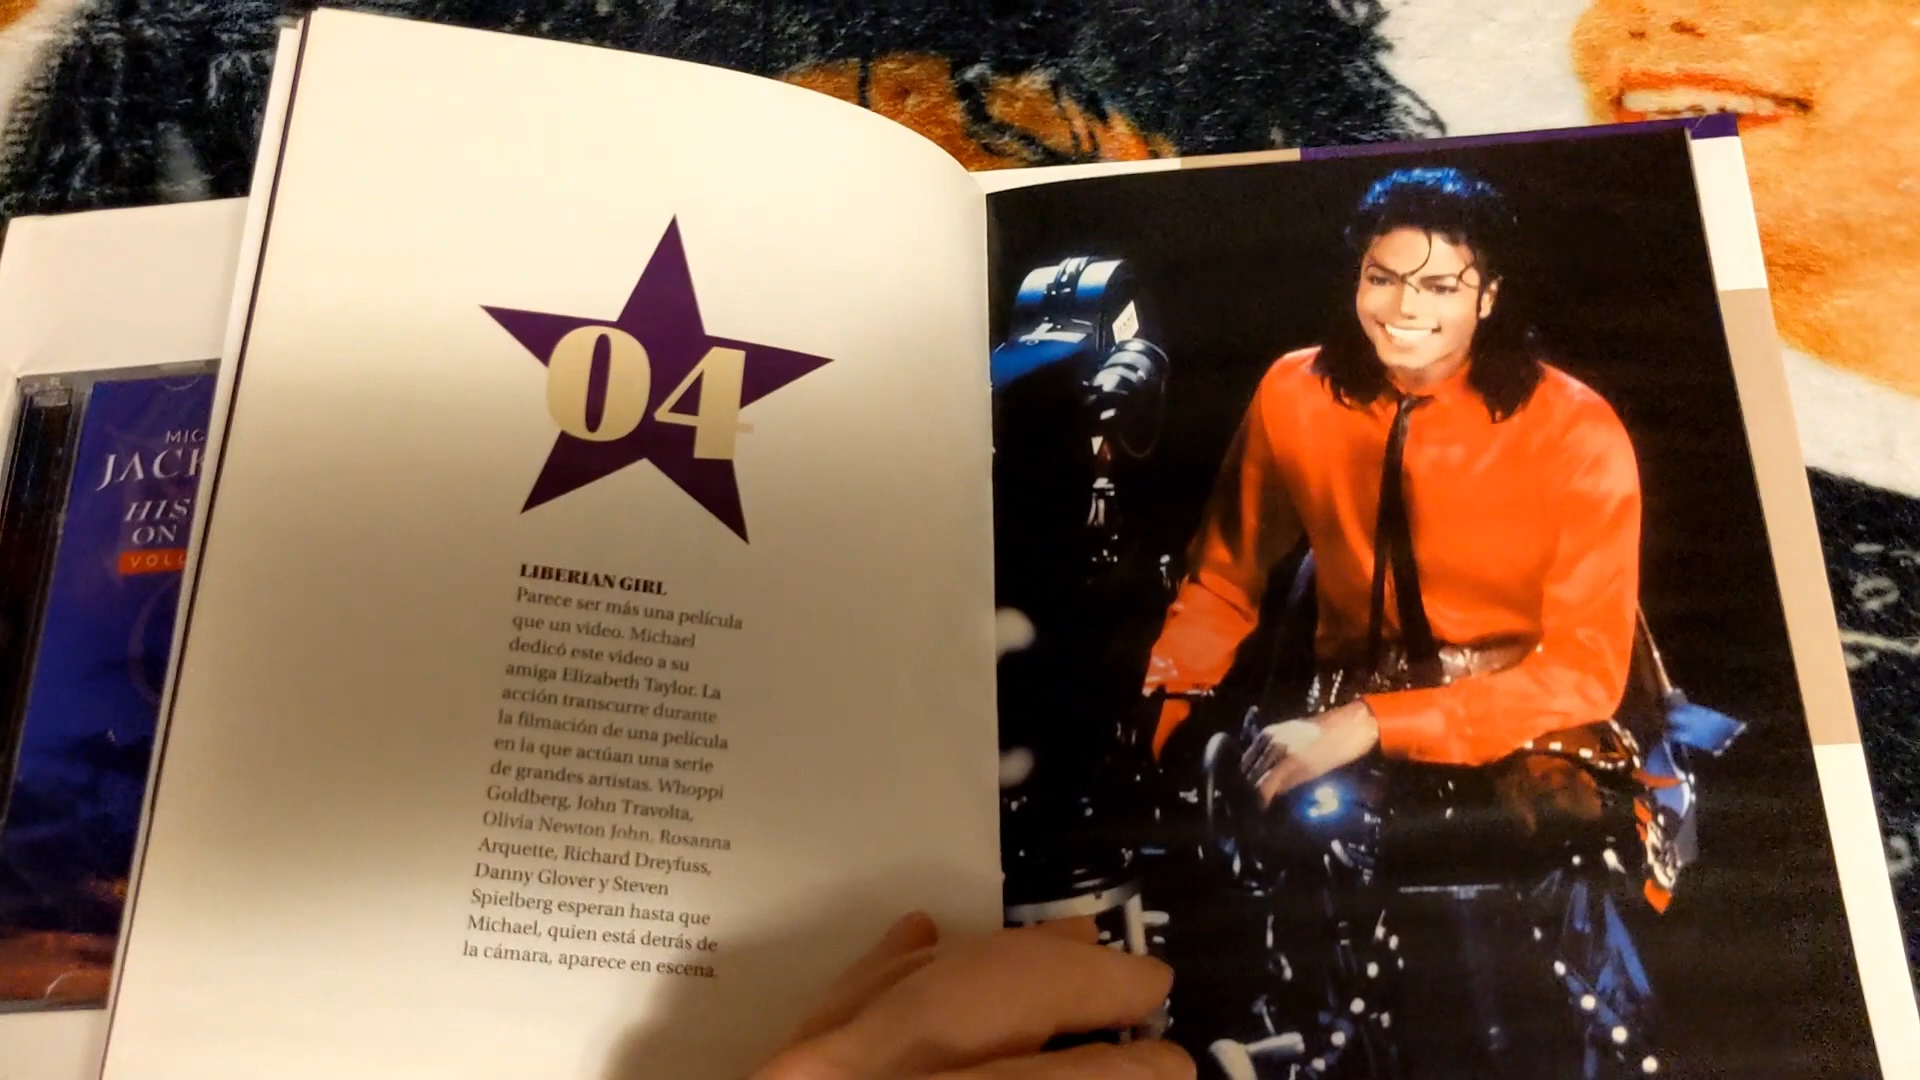 MIC
JACK
HIS
ON
VOLU
04
LIBERIAN GIRL
Parece ser más una película
que un video. Michael
dedicó este video a su
amiga Elizabeth Taylor. La
acción transcurre durante
la filmación de una película
en la que actúan una serie
de grandes artistas. Whoppi
Goldberg, John Travolta,
Olivia Newton John, Rosanna
Arquette, Richard Dreyfuss,
Danny Glover y Steven
Spielberg esperan hasta que
Michael, quien está detrás de
la cámara, aparece en escena.